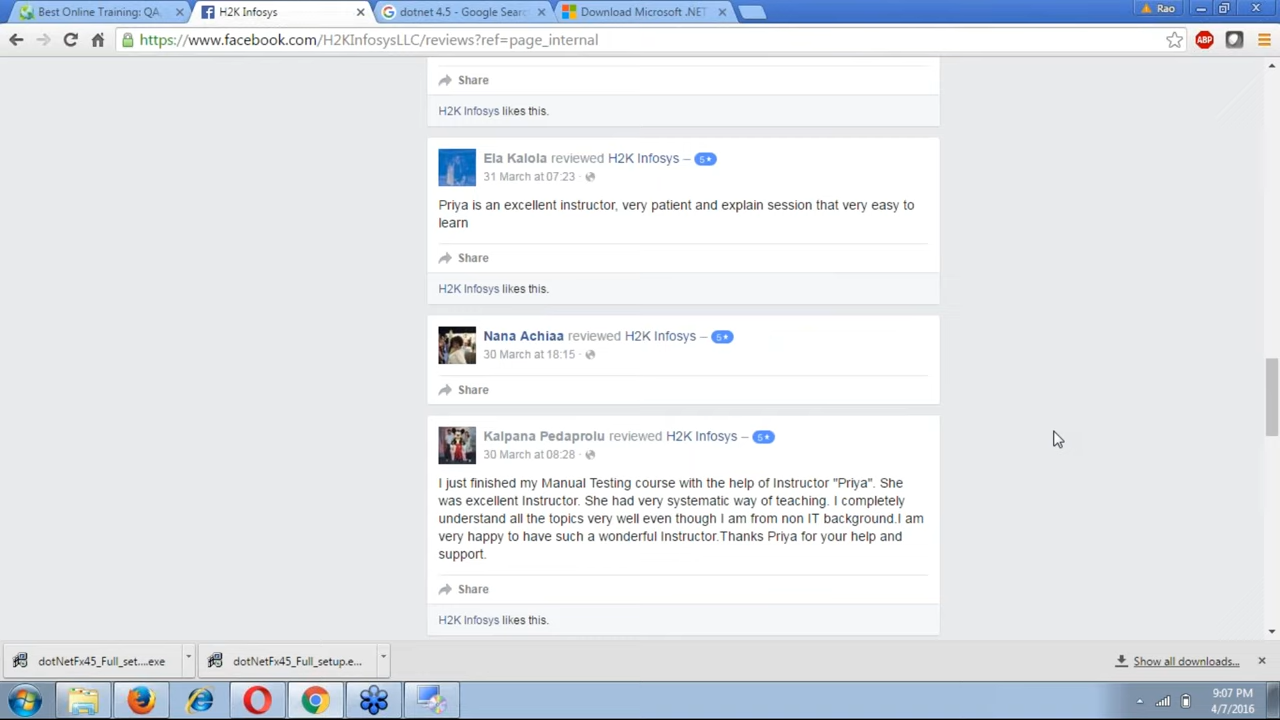 Best Online Training: QA,
H2K Infosys
dotnet 4.5 - Google Sear
Download Microsoft .NET
Rao
https://www.facebook.com/H2KInfosysLLC/reviews?ref=page_internal
ABP
Share
H2K Infosys likes this.
Ela Kalola reviewed H2K Infosys – 5★
31 March at 07:23 ·
Priya is an excellent instructor, very patient and explain session that very easy to
learn
Share
H2K Infosys likes this.
Nana Achiaa reviewed H2K Infosys – 5★
30 March at 18:15 ·
Share
Kalpana Pedaprolu reviewed H2K Infosys – 5★
30 March at 08:28 ·
I just finished my Manual Testing course with the help of Instructor "Priya". She
was excellent Instructor. She had very systematic way of teaching. I completely
understand all the topics very well even though I am from non IT background.I am
very happy to have such a wonderful Instructor.Thanks Priya for your help and
support.
Share
H2K Infosys likes this.
dotNetFx45_Full_set....exe
dotNetFx45_Full_setup.e...
Show all downloads...
9:07 PM
4/7/2016